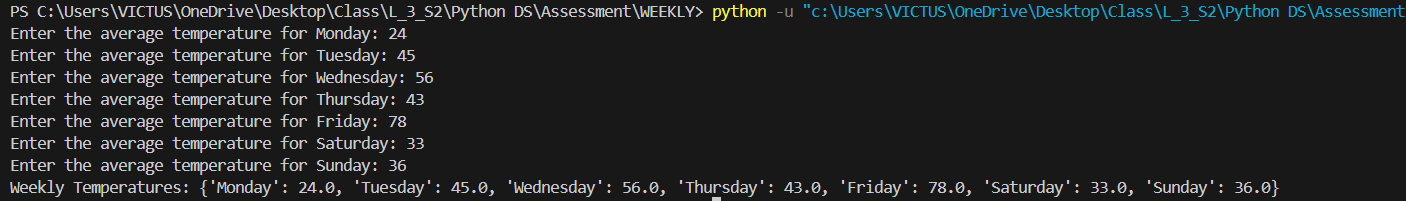 PS C:\Users\VICTUS\OneDrive\Desktop\Class\L_3_S2\Python DS\Assessment\WEEKLY> python -u "c:\Users\VICTUS\OneDrive\Desktop\Class\L_3_S2\Python DS\Assessment
Enter the average temperature for Monday: 24
Enter the average temperature for Tuesday: 45
Enter the average temperature for Wednesday: 56
Enter the average temperature for Thursday: 43
Enter the average temperature for Friday: 78
Enter the average temperature for Saturday: 33
Enter the average temperature for Sunday: 36
Weekly Temperatures: {'Monday': 24.0, 'Tuesday': 45.0, 'Wednesday': 56.0, 'Thursday': 43.0, 'Friday': 78.0, 'Saturday': 33.0, 'Sunday': 36.0}